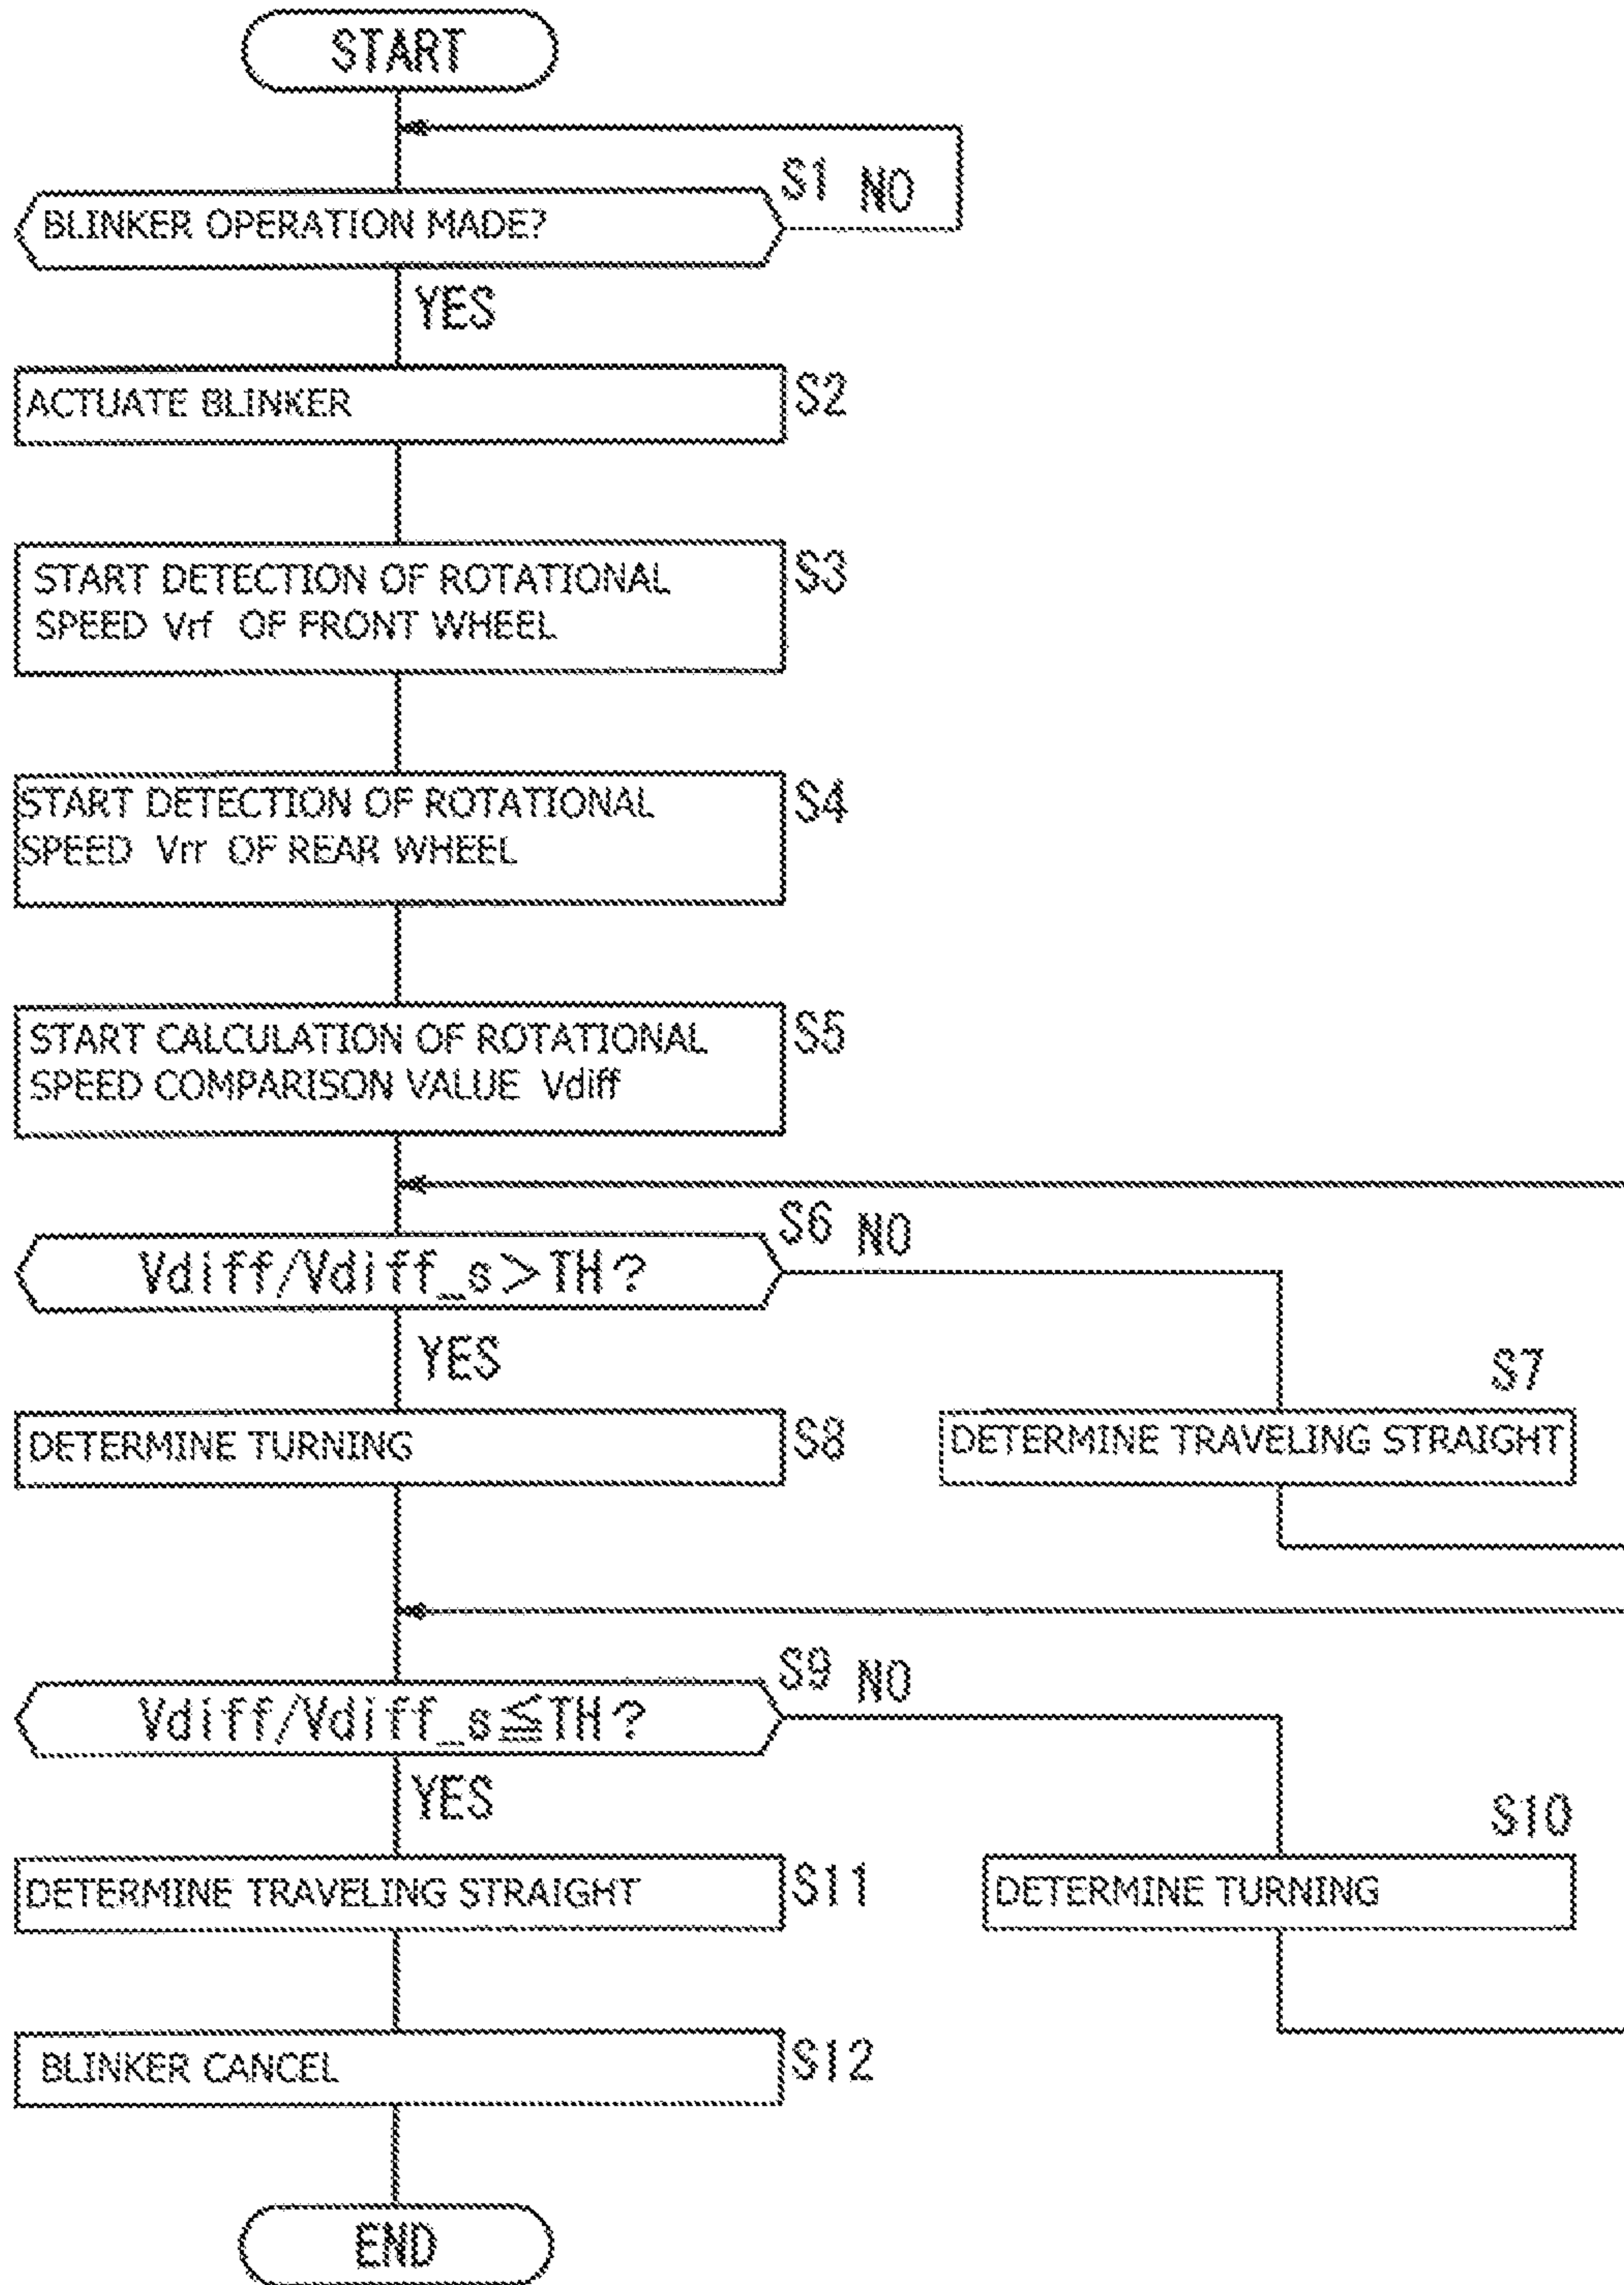 START
S1 NO
BLINKER OPERATION MADE?
YES
ACTUATE BLINKER
S2
START DETECTION OF ROTATIONAL
SPEED Vrf OF FRONT WHEEL
S3
START DETECTION OF ROTATIONAL
SPEED Vrr OF REAR WHEEL
S4
START CALCULATION OF ROTATIONAL
SPEED COMPARISON VALUE Vdiff
S5
S6 NO
Vdiff/Vdiff_s>TH?
YES
S7
DETERMINE TURNING
S8
DETERMINE TRAVELING STRAIGHT
S9 NO
Vdiff/Vdiff_s≦TH?
YES
S10
DETERMINE TRAVELING STRAIGHT
S11
DETERMINE TURNING
BLINKER CANCEL
S12
END